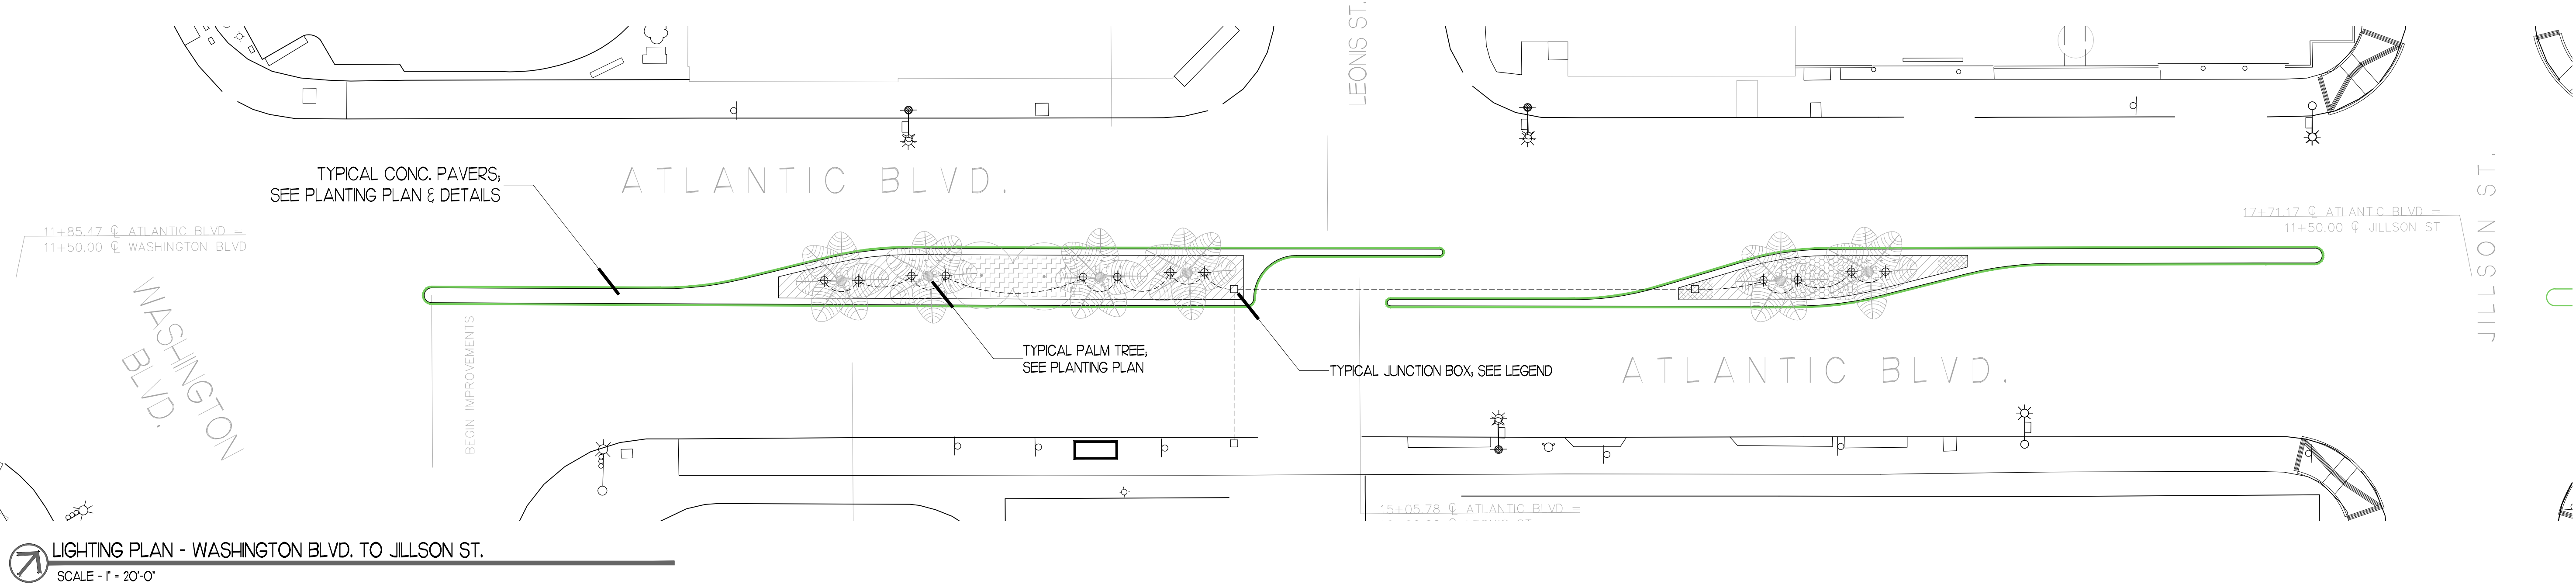 LEONIS ST.
TYPICAL CONC. PAVERS;
SEE PLANTING PLAN & DETAILS
ATLANTIC BLVD.
11+85.47 ℄ ATLANTIC BLVD =
11+50.00 ℄ WASHINGTON BLVD
17+71.17 ℄ ATLANTIC BLVD =
11+50.00 ℄ JILLSON ST
JILLSON ST.
WASHINGTON
BLVD.
BEGIN IMPROVEMENTS
TYPICAL PALM TREE;
SEE PLANTING PLAN
TYPICAL JUNCTION BOX; SEE LEGEND
ATLANTIC BLVD.
15+05.78 ℄ ATLANTIC BLVD =
LIGHTING PLAN - WASHINGTON BLVD. TO JILLSON ST.
SCALE - 1" = 20'-0"